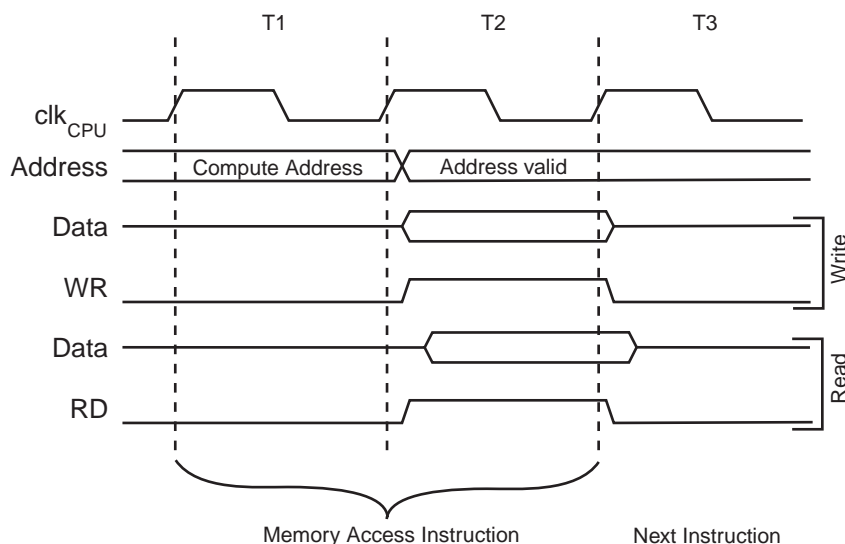 T1 T2 T3
clkCPU
Address Compute Address Address valid
Data
WR
Write
Data
RD
Read
Memory Access Instruction Next Instruction